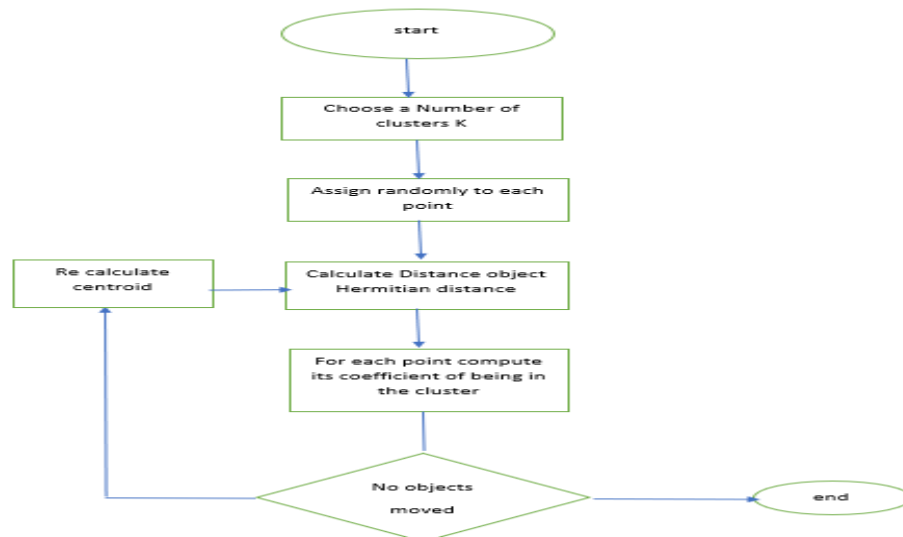 start
Choose a Number of
clusters K
Assign randomly to each
point
Re calculate
centroid
Calculate Distance object
Hermitian distance
For each point compute
its coefficient of being in
the cluster
No objects
moved
end